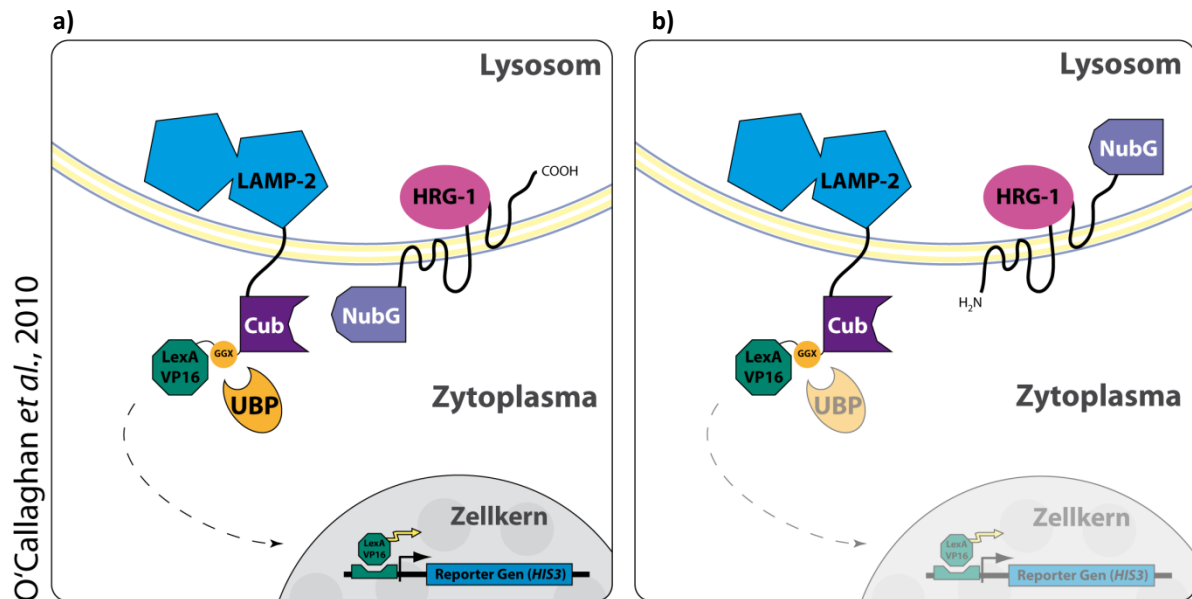 a)
Lysosom
LAMP-2
HRG-1
COOH
NubG
Cub
GGX
LexA
VP16
UBP
Zytoplasma
Zellkern
LexA
VP16
Reporter Gen (HIS3)
b)
Lysosom
NubG
LAMP-2
HRG-1
H₂N
Cub
GGX
LexA
VP16
UBP
Zytoplasma
Zellkern
LexA
VP16
Reporter Gen (HIS3)
O'Callaghan et al., 2010